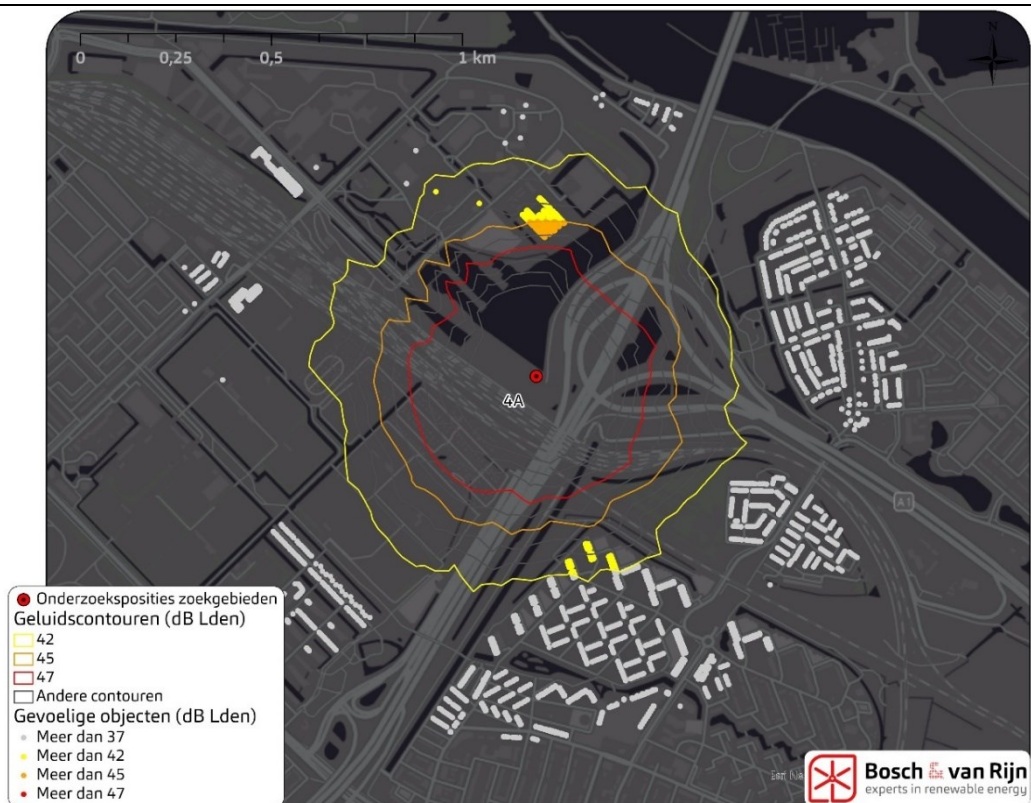 N
0 0,25 0,5 1 km
4A
A1
Onderzoeksposities zoekgebieden
Geluidscontouren (dB Lden)
42
45
47
Andere contouren
Gevoelige objecten (dB Lden)
Meer dan 37
Meer dan 42
Meer dan 45
Meer dan 47
Bosch & van Rijn
experts in renewable energy